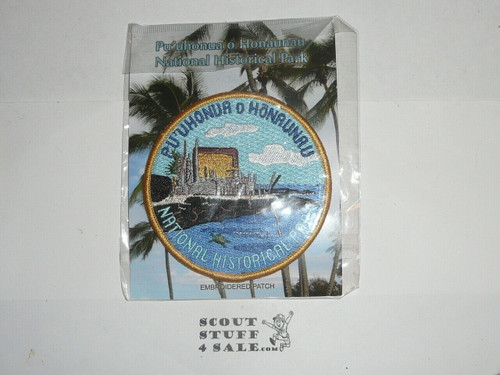 Pu'uhonua o Honaunau
National Historical Park
PU'UHONUA O HONAUNAU
NATIONAL HISTORICAL PARK
EMBROIDERED PATCH
SCOUT
STUFF
4 SALE.com